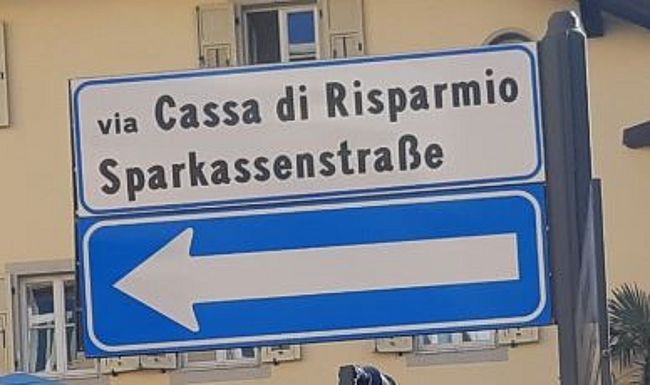 via Cassa di Risparmio
Sparkassenstraße